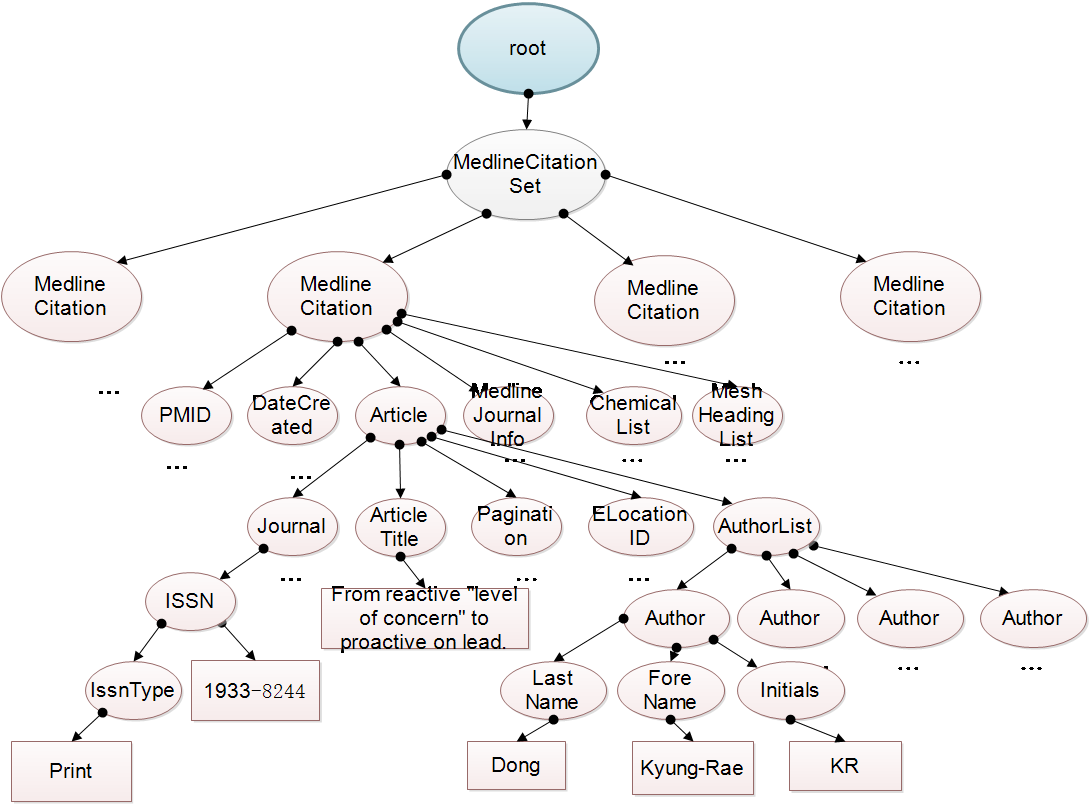 root
MedlineCitation
Set
Medline
Citation
Medline
Citation
Medline
Citation
Medline
Citation
...
...
...
PMID
DateCre
ated
Article
Medline
Journal
Info
Chemical
List
Mesh
Heading
List
...
...
...
...
...
Journal
Article
Title
Paginati
on
ELocation
ID
AuthorList
...
...
...
ISSN
From reactive "level
of concern" to
proactive on lead.
Author
Author
Author
Author
...
...
IssnType
1933-8244
Last
Name
Fore
Name
Initials
Print
Dong
Kyung-Rae
KR